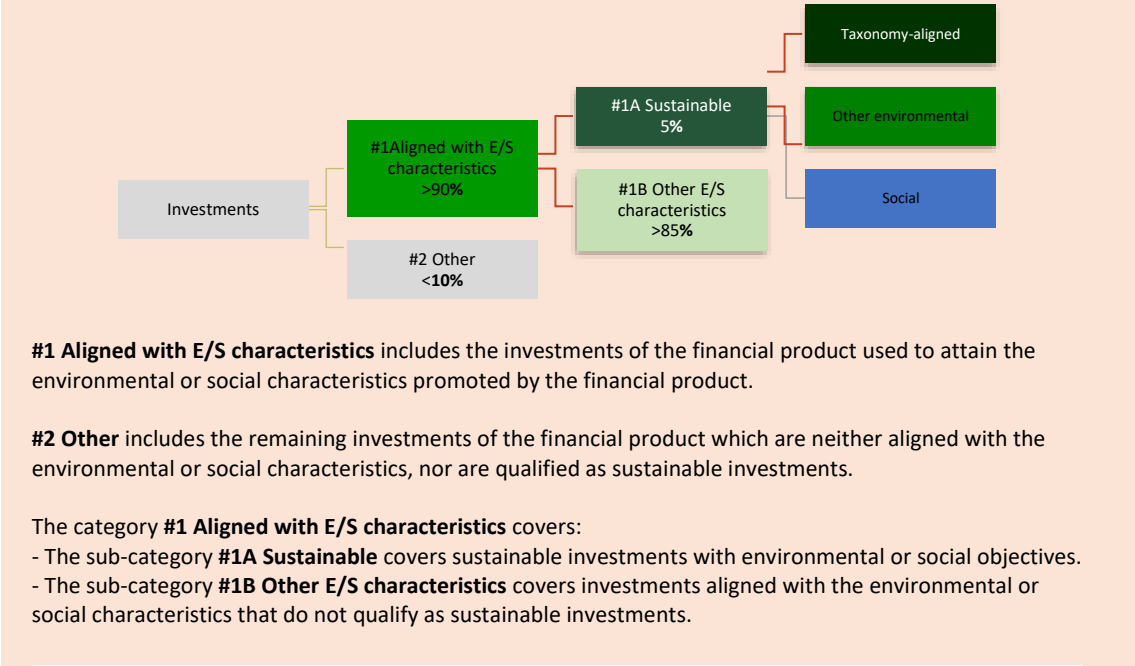 Taxonomy-aligned
#1A Sustainable
5%
Other environmental
#1Aligned with E/S
characteristics
>90%
#1B Other E/S
characteristics
>85%
Social
Investments
#2 Other
<10%
#1 Aligned with E/S characteristics includes the investments of the financial product used to attain the
environmental or social characteristics promoted by the financial product.
#2 Other includes the remaining investments of the financial product which are neither aligned with the
environmental or social characteristics, nor are qualified as sustainable investments.
The category #1 Aligned with E/S characteristics covers:
- The sub-category #1A Sustainable covers sustainable investments with environmental or social objectives.
- The sub-category #1B Other E/S characteristics covers investments aligned with the environmental or
social characteristics that do not qualify as sustainable investments.